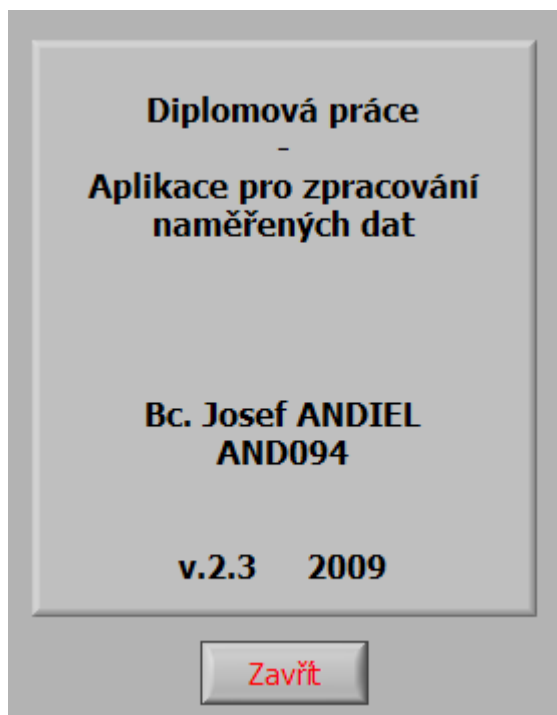 Diplomová práce
-
Aplikace pro zpracování
naměřených dat
Bc. Josef ANDIEL
AND094
v.2.3 2009
Zavřít